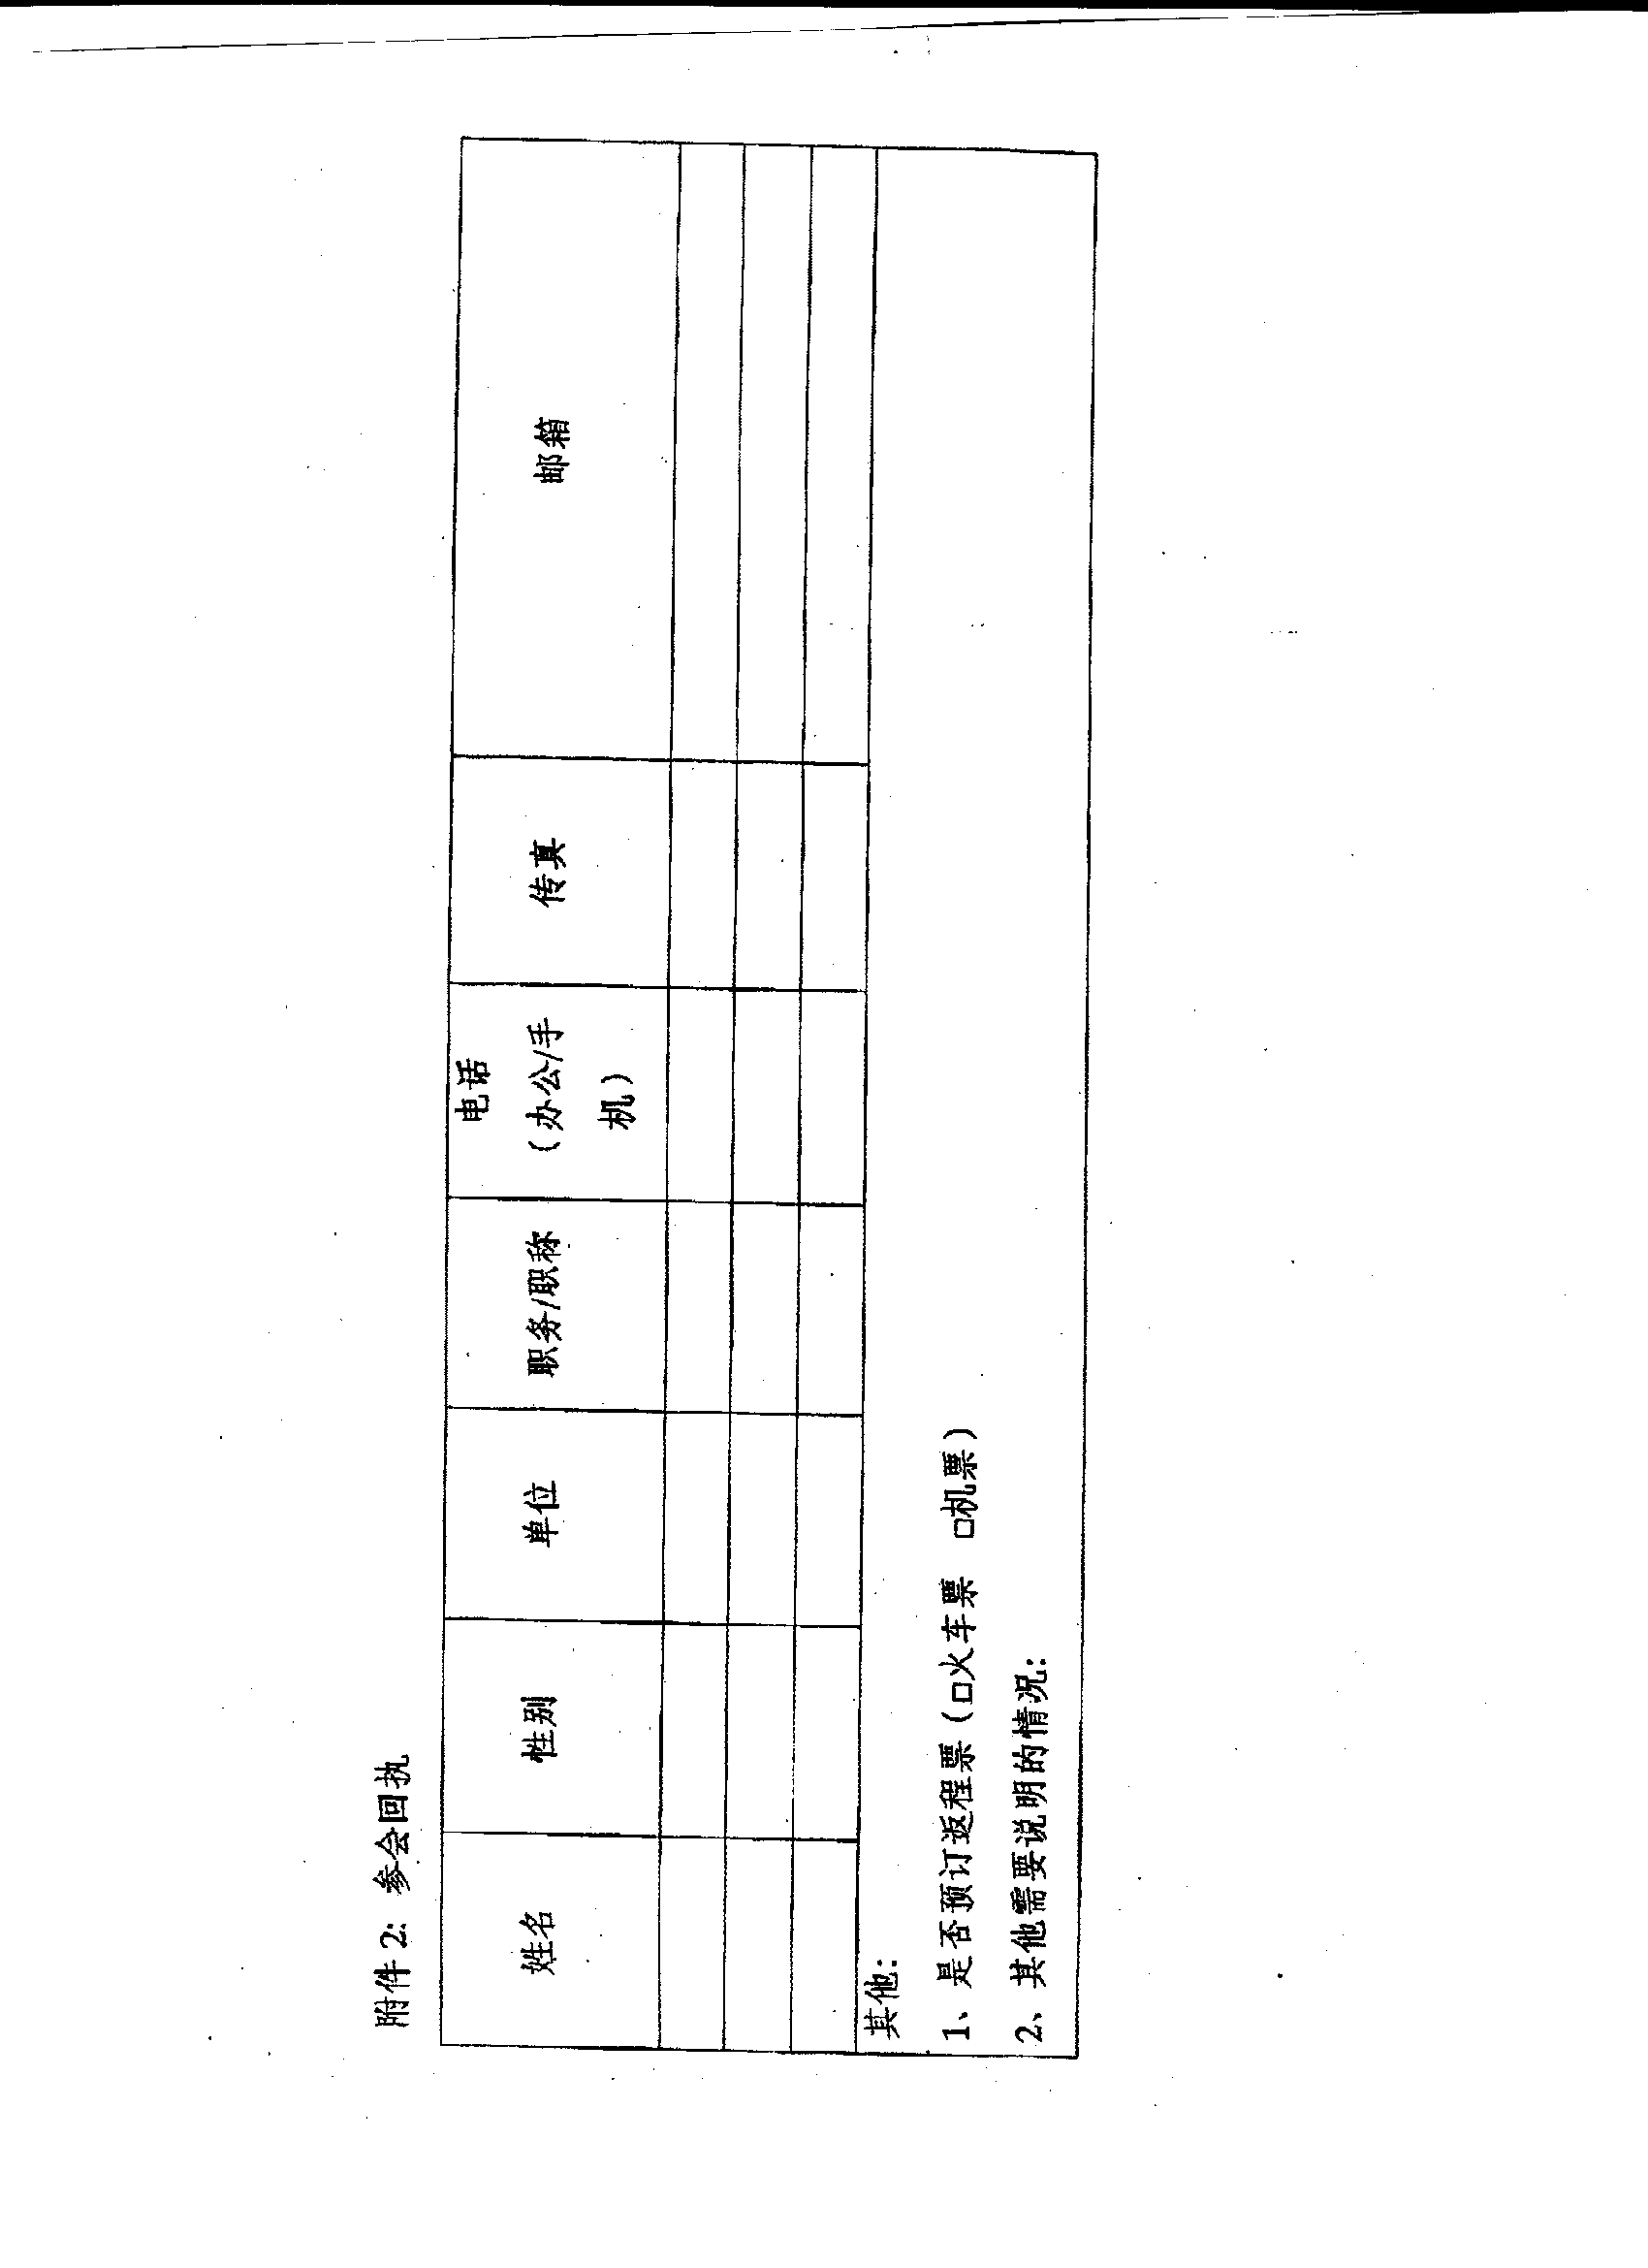 附件 2: 参会回执
姓名
性别
单位
职务/职称
电话
（办公/手
机）
传真
邮箱
其他:
1、是否预订返程票（□火车票 □机票）
2、其他需要说明的情况: